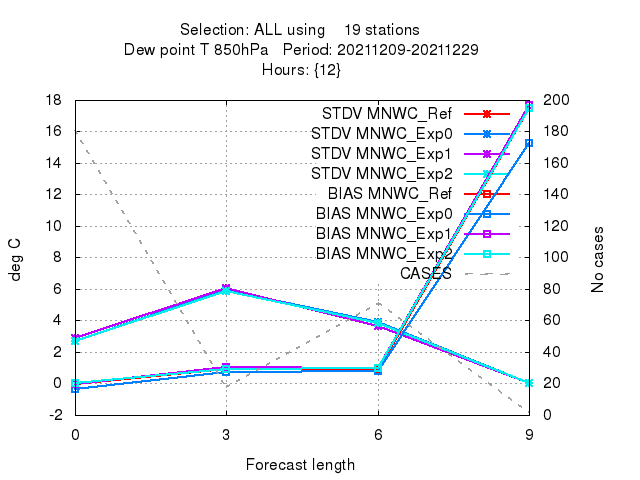 Selection: ALL using 19 stations
Dew point T 850hPa Period: 20211209-20211229
Hours: {12}
STDV MNWC_Ref
STDV MNWC_Exp0
STDV MNWC_Exp1
STDV MNWC_Exp2
BIAS MNWC_Ref
BIAS MNWC_Exp0
BIAS MNWC_Exp1
BIAS MNWC_Exp2
CASES
18
16
14
12
10
8
6
4
2
0
-2
deg C
200
180
160
140
120
100
80
60
40
20
0
No cases
0 3 6 9
Forecast length